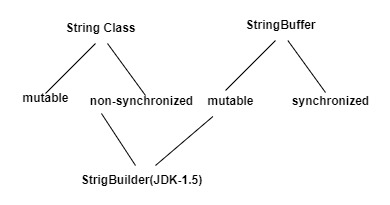 String Class
StringBuffer
mutable
non-synchronized
mutable
synchronized
StrigBuilder(JDK-1.5)